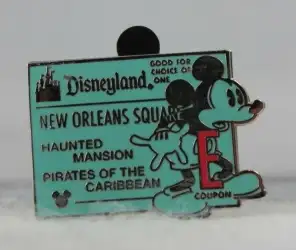 GOOD FOR
CHOICE OF
ONE
Disneyland®
NEW ORLEANS SQUARE
HAUNTED
MANSION
PIRATES OF THE
CARIBBEAN
E
COUPON